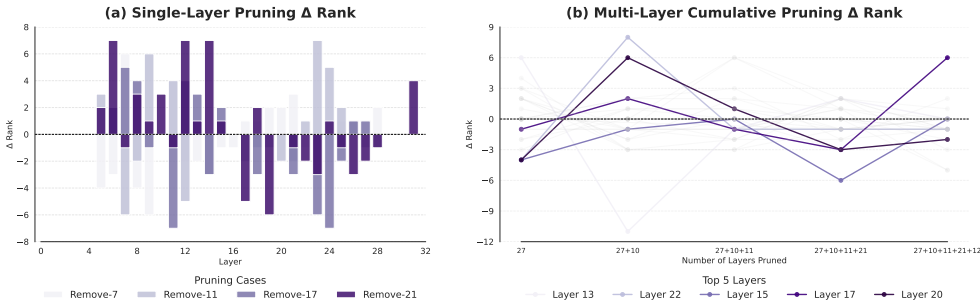 (a) Single-Layer Pruning Δ Rank
8
6
4
2
0
−2
−4
−6
−8
Δ Rank
0 4 8 12 16 20 24 28 32
Layer
Pruning Cases
Remove-7 Remove-11 Remove-17 Remove-21
(b) Multi-Layer Cumulative Pruning Δ Rank
9
6
3
0
−3
−6
−9
−12
Δ Rank
27 27+10 27+10+11 27+10+11+21 27+10+11+21+12
Number of Layers Pruned
Top 5 Layers
Layer 13 Layer 22 Layer 15 Layer 17 Layer 20